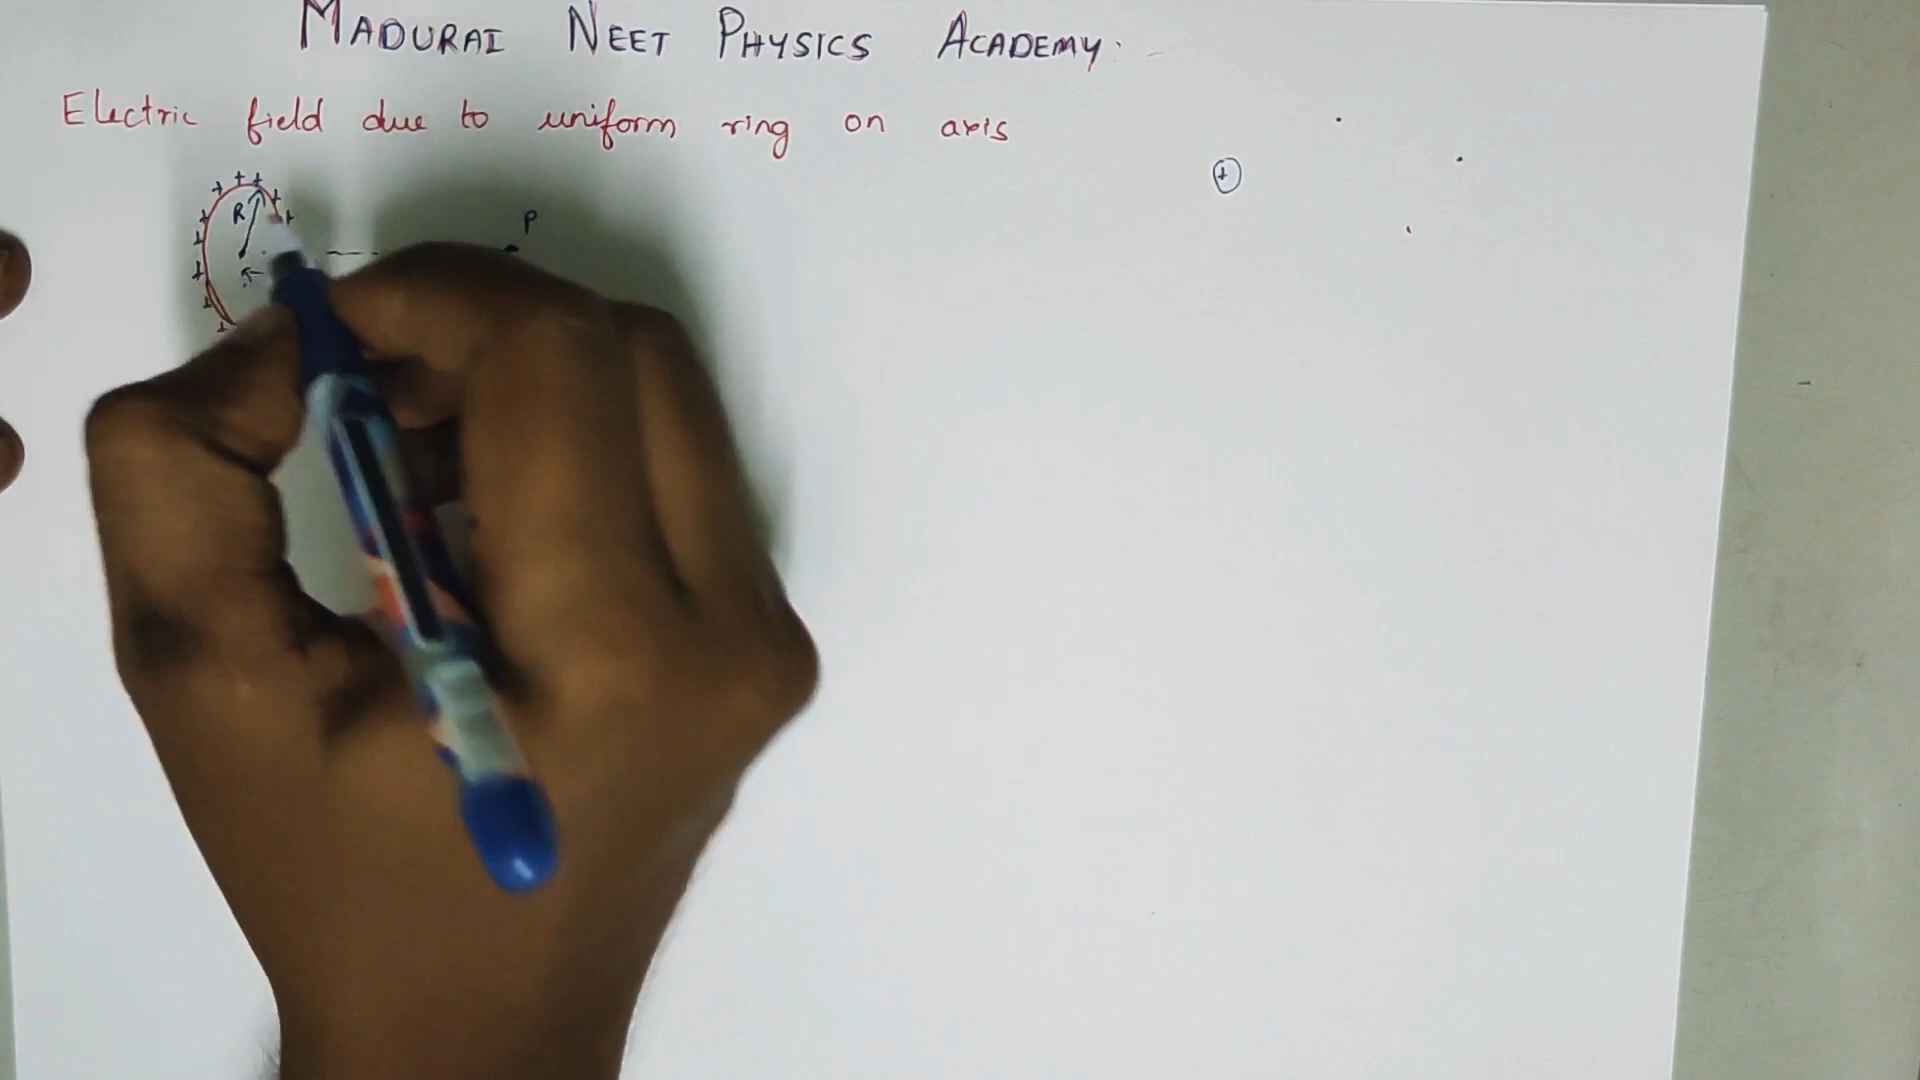 MADURAI NEET PHYSICS ACADEMY:
Electric field due to uniform ring on axis
+ + + + + + + + + + +
R
P
+